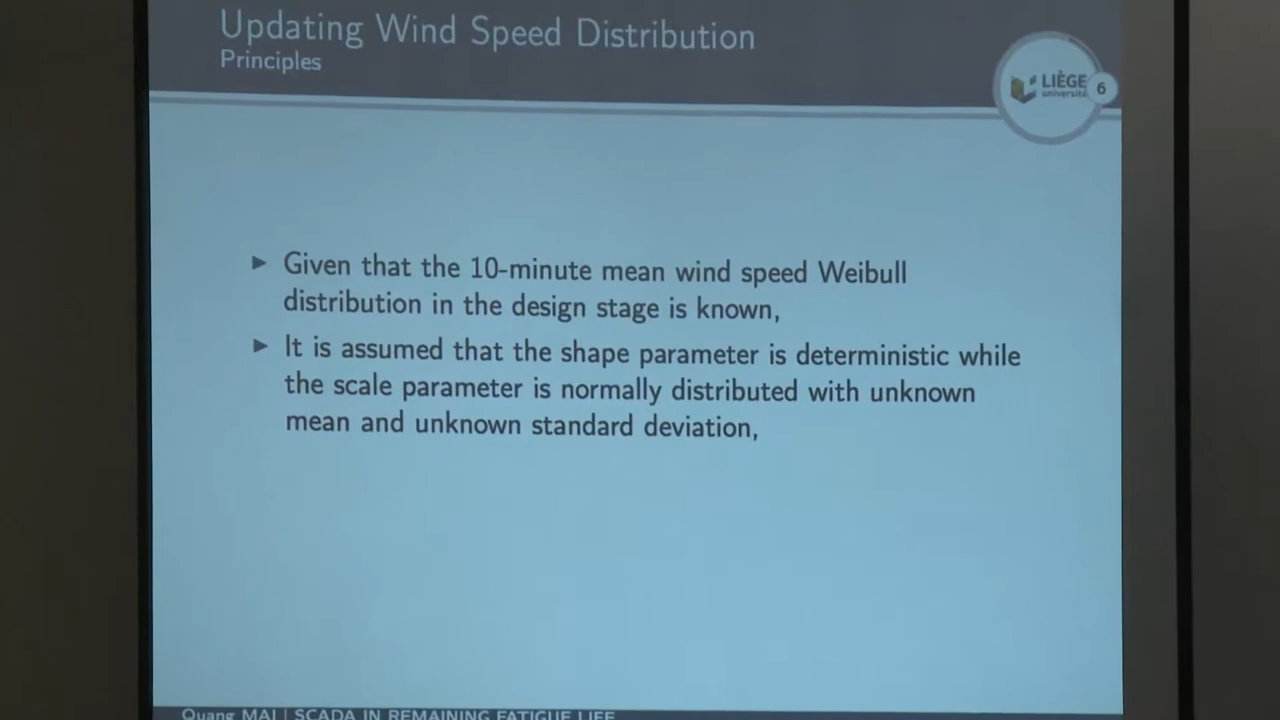 Updating Wind Speed Distribution
Principles
LIÈGE
université
6
▶ Given that the 10-minute mean wind speed Weibull
distribution in the design stage is known,
▶ It is assumed that the shape parameter is deterministic while
the scale parameter is normally distributed with unknown
mean and unknown standard deviation,
Quang MAI | SCADA IN REMAINING FATIGUE LIFE